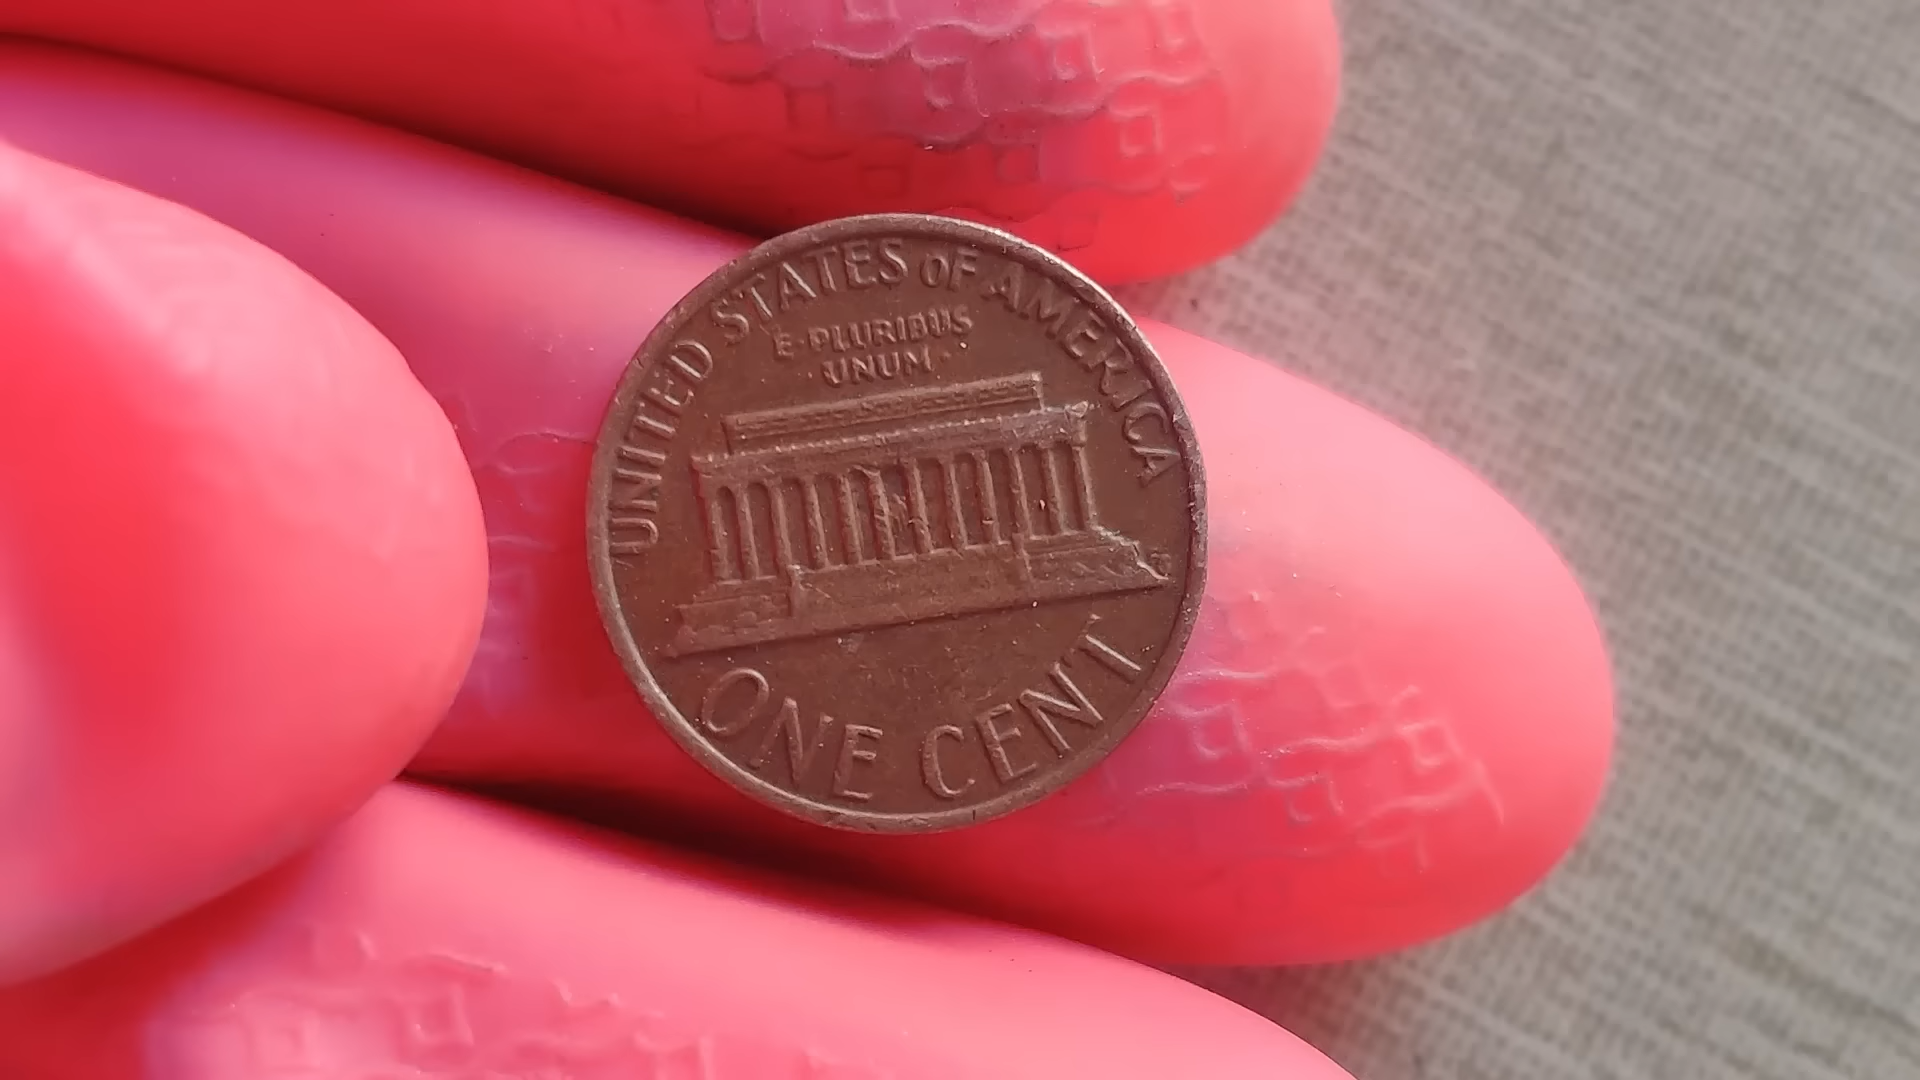 UNITED STATES OF AMERICA
E·PLURIBUS
UNUM·
ONE CENT